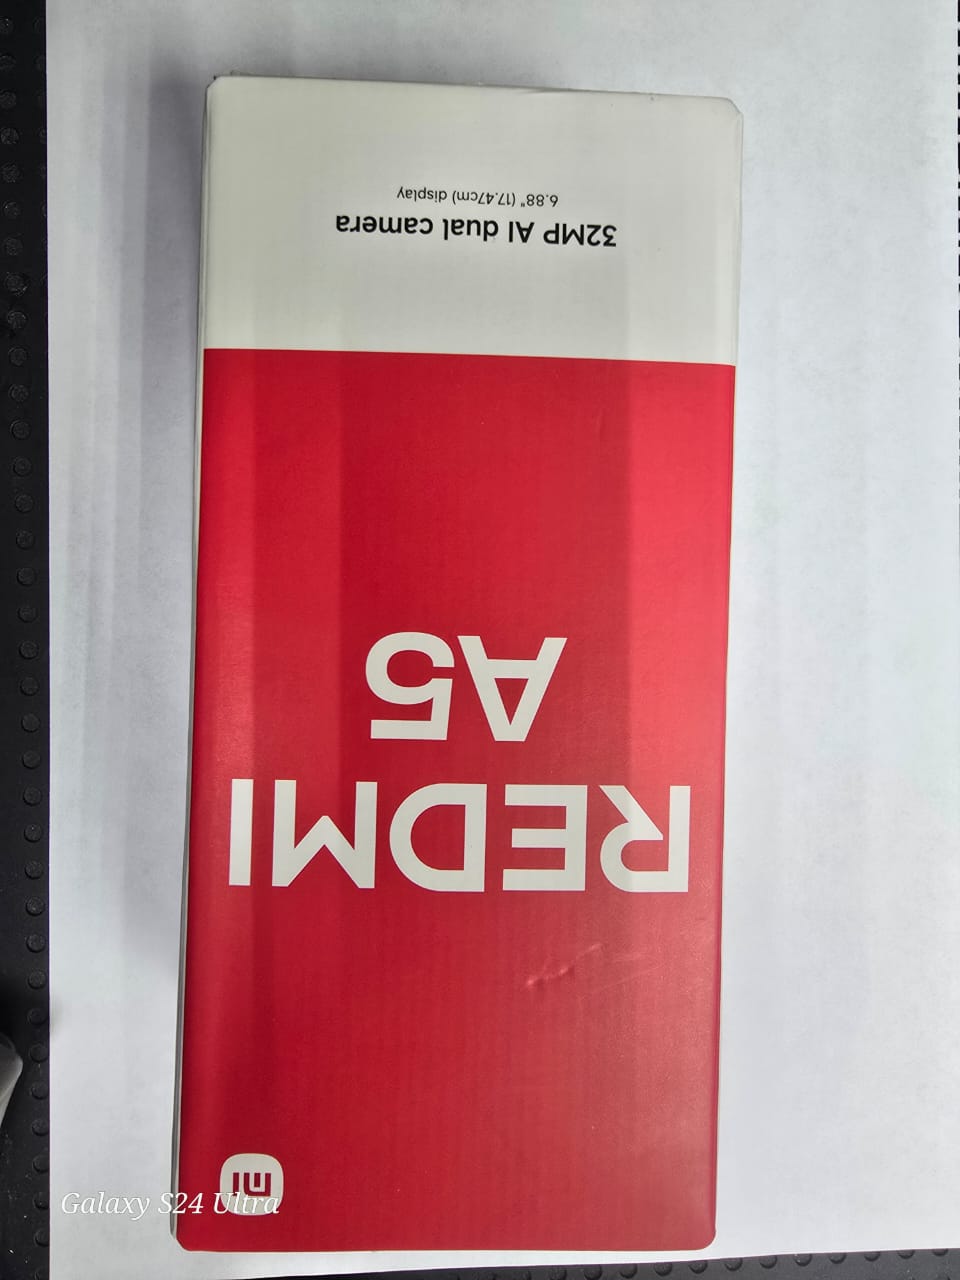 REDMI
A5
32MP AI dual camera
6.88" (17.47cm) display
mi
Galaxy S24 Ultra